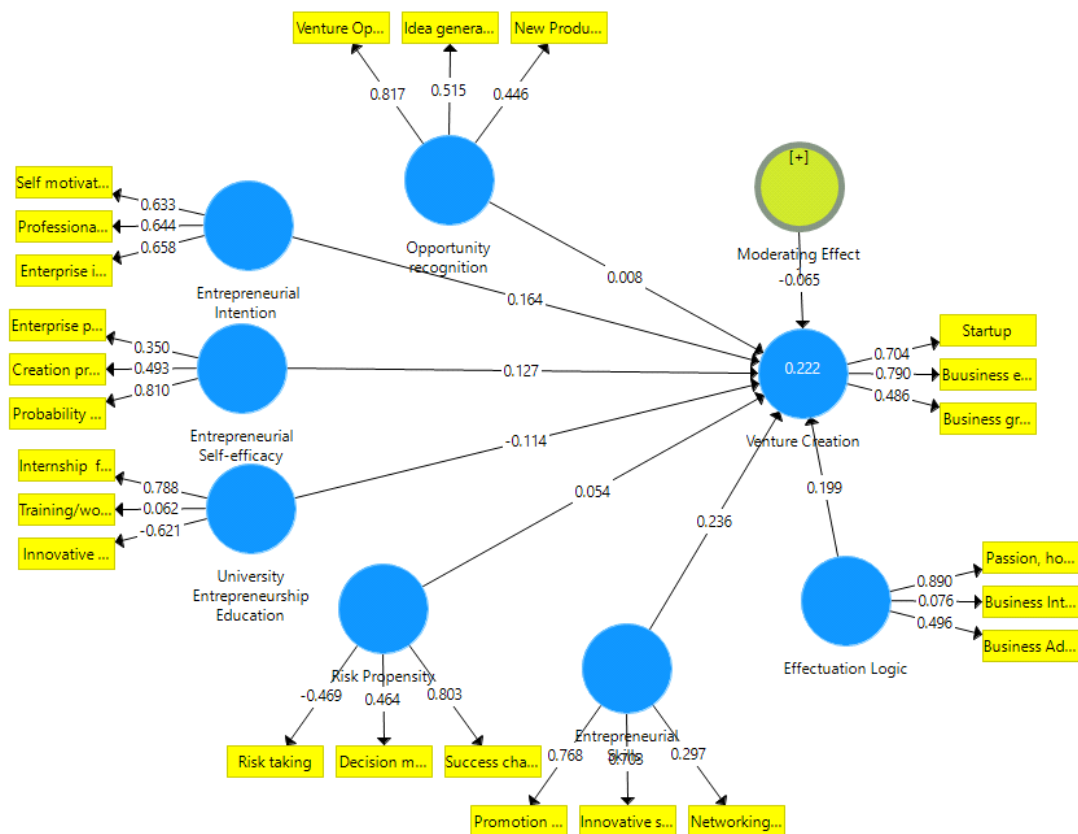 Venture Op...
Idea genera...
New Produ...
0.817
0.515
0.446
Opportunity
recognition
[+]
Moderating Effect
-0.065
Self motivat...
Professiona...
Enterprise i...
0.633
0.644
0.658
Entrepreneurial
Intention
0.008
0.164
Enterprise p...
Creation pr...
Probability ...
0.350
0.493
0.810
Entrepreneurial
Self-efficacy
0.127
0.222
Venture Creation
0.704
0.790
0.486
Startup
Buusiness e...
Business gr...
Internship f...
Training/wo...
Innovative ...
0.788
0.062
-0.621
University
Entrepreneurship
Education
-0.114
0.054
0.236
0.199
Risk Propensity
-0.469
0.464
0.803
Risk taking
Decision m...
Success cha...
Entrepreneurial
Skills
0.768
0.703
0.297
Promotion ...
Innovative s...
Networking...
Effectuation Logic
0.890
0.076
0.496
Passion, ho...
Business Int...
Business Ad...